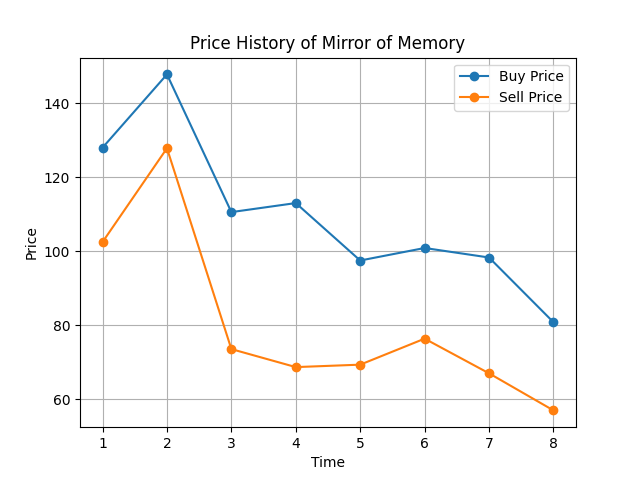 Price History of Mirror of Memory
Buy Price
Sell Price
140
120
100
80
60
Price
1 2 3 4 5 6 7 8
Time